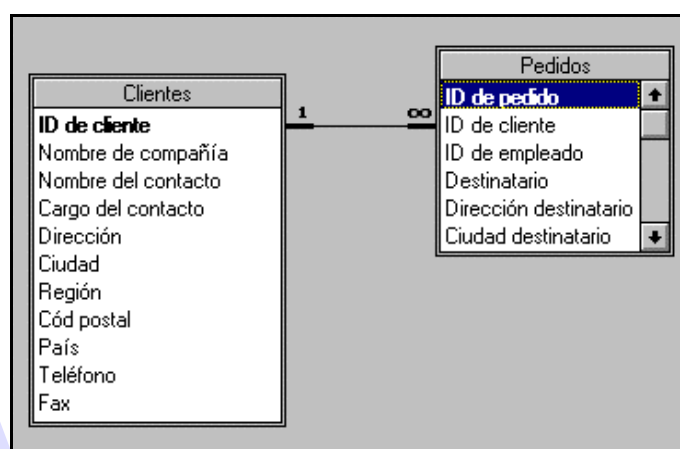 Clientes
ID de cliente
Nombre de compañía
Nombre del contacto
Cargo del contacto
Dirección
Ciudad
Región
Cód postal
País
Teléfono
Fax
1
∞
Pedidos
ID de pedido
ID de cliente
ID de empleado
Destinatario
Dirección destinatario
Ciudad destinatario